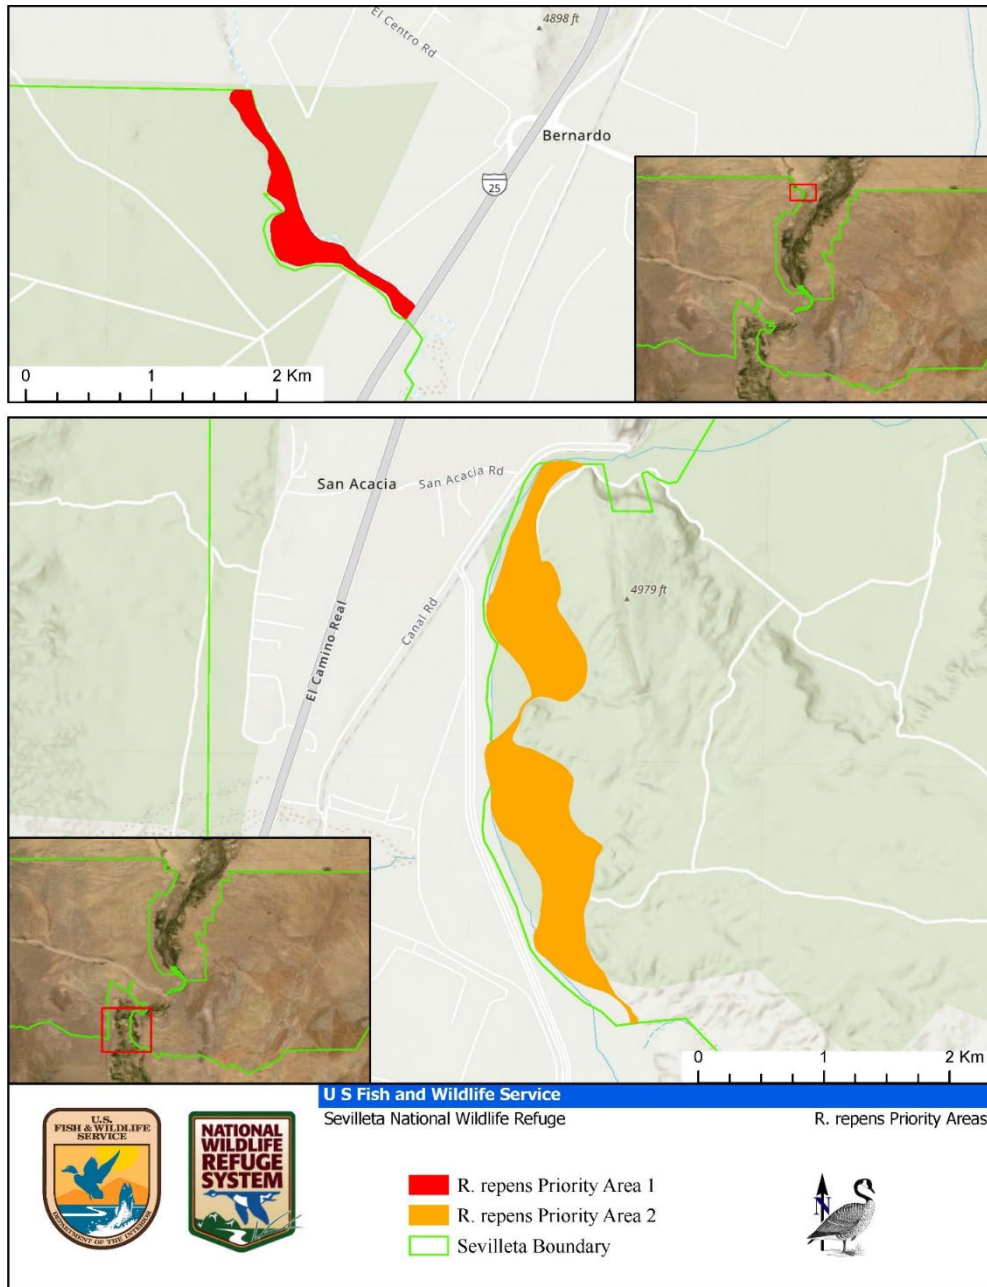 4898 ft
El Centro Rd
Bernardo
25
0 1 2 Km
San Acacia
San Acacia Rd
4979 ft
Canal Rd
El Camino Real
0 1 2 Km
U S Fish and Wildlife Service
Sevilleta National Wildlife Refuge R. repens Priority Areas
U.S.
FISH & WILDLIFE
SERVICE
DEPARTMENT OF THE INTERIOR
NATIONAL
WILDLIFE
REFUGE
SYSTEM
R. repens Priority Area 1
R. repens Priority Area 2
Sevilleta Boundary
N